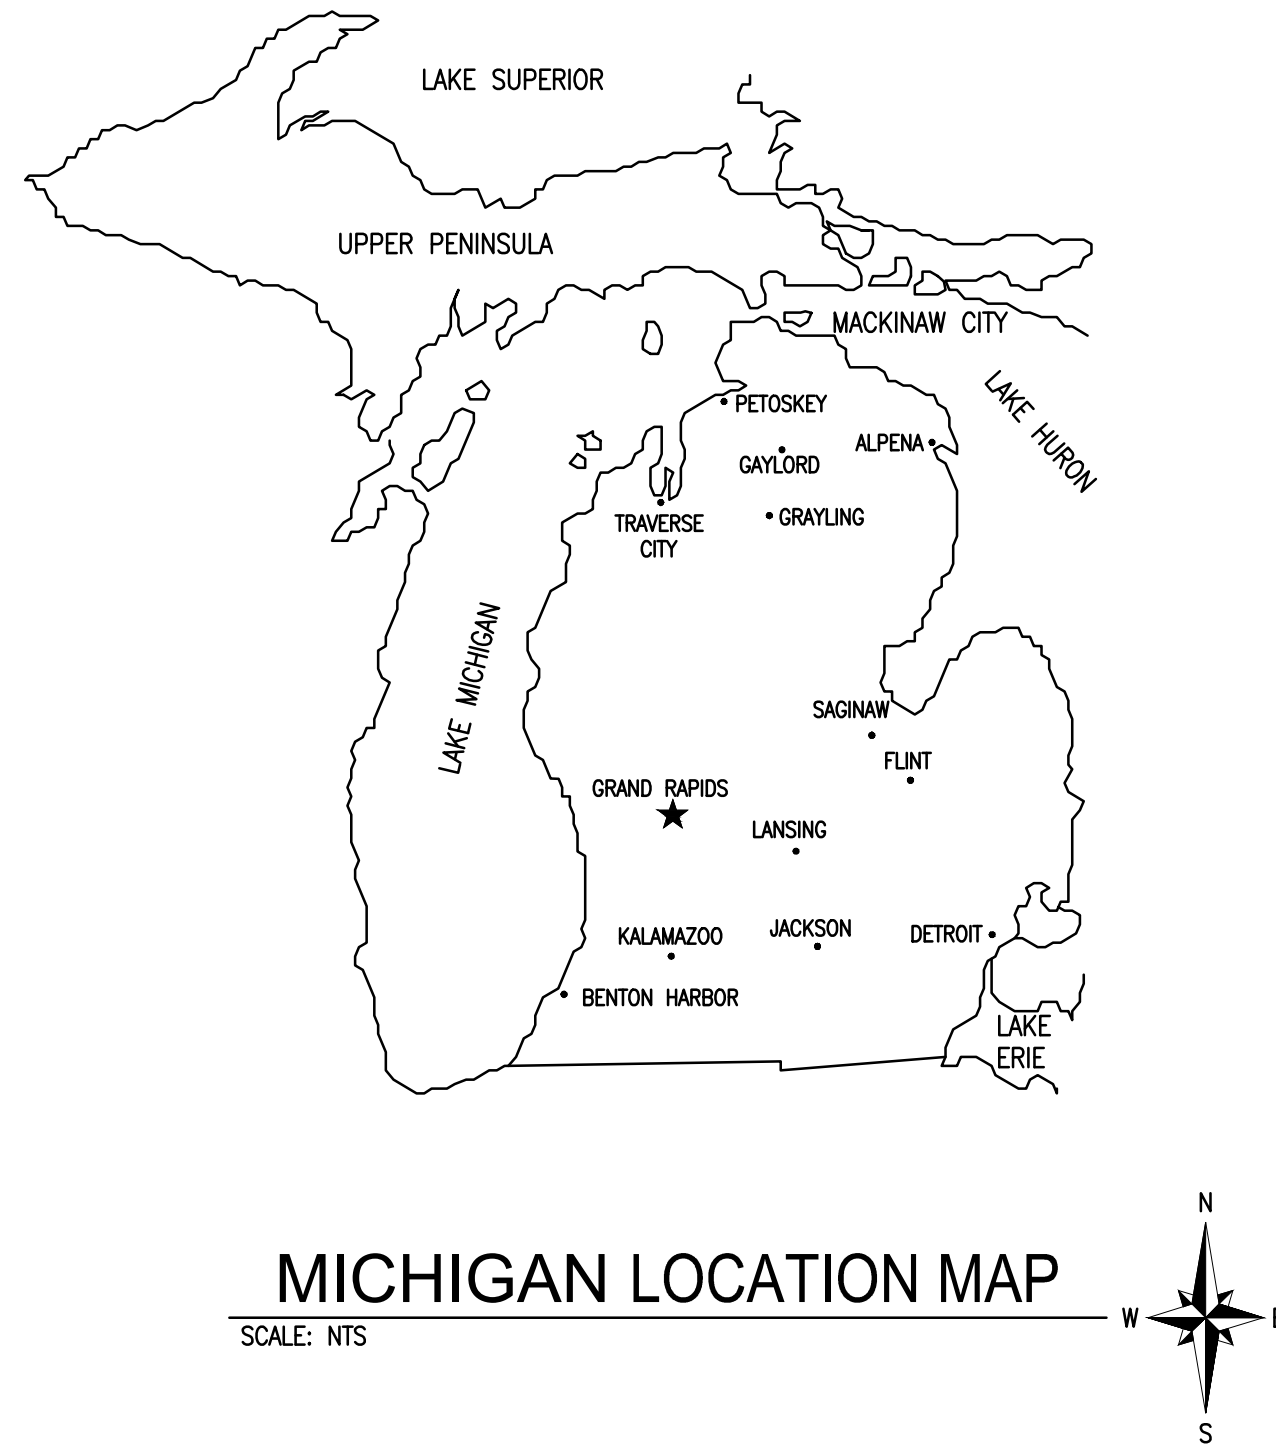 LAKE SUPERIOR
UPPER PENINSULA
MACKINAW CITY
LAKE HURON
PETOSKEY
ALPENA
GAYLORD
GRAYLING
TRAVERSE
CITY
LAKE MICHIGAN
SAGINAW
FLINT
GRAND RAPIDS
LANSING
JACKSON
DETROIT
KALAMAZOO
BENTON HARBOR
LAKE
ERIE
N
MICHIGAN LOCATION MAP
W
E
SCALE: NTS
S